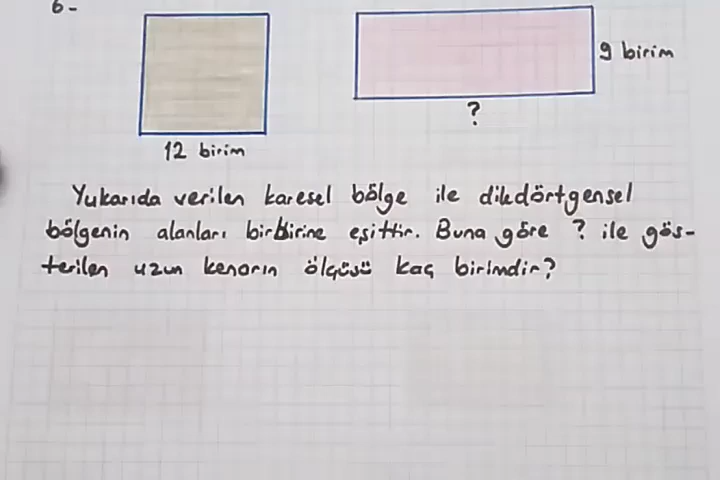 6-
9 birim
?
12 birim
Yukarıda verilen karesel bölge ile dikdörtgensel
bölgenin alanları birbirine eşittir. Buna göre ? ile gös-
terilen uzun kenarın ölçüsü kaç birimdir?